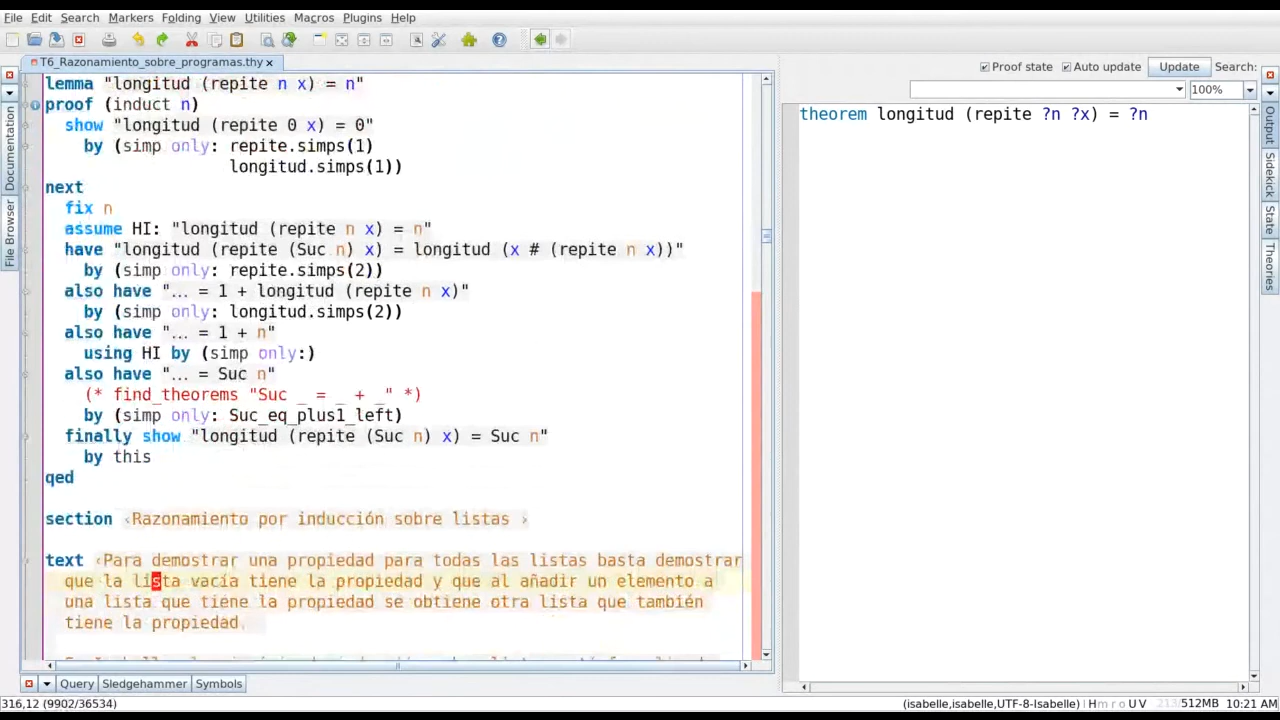 File Edit Search Markers Folding View Utilities Macros Plugins Help
T6_Razonamiento_sobre_programas.thy
lemma "longitud (repite n x) = n"
proof (induct n)
show "longitud (repite 0 x) = 0"
by (simp only: repite.simps(1)
longitud.simps(1))
next
fix n
assume HI: "longitud (repite n x) = n"
have "longitud (repite (Suc n) x) = longitud (x # (repite n x))"
by (simp only: repite.simps(2))
also have "... = 1 + longitud (repite n x)"
by (simp only: longitud.simps(2))
also have "... = 1 + n"
using HI by (simp only:)
also have "... = Suc n"
(* find_theorems "Suc _ = _ + _" *)
by (simp only: Suc_eq_plus1_left)
finally show "longitud (repite (Suc n) x) = Suc n"
by this
qed
section ‹Razonamiento por inducción sobre listas ›
text ‹Para demostrar una propiedad para todas las listas basta demostrar
que la lista vacía tiene la propiedad y que al añadir un elemento a
una lista que tiene la propiedad se obtiene otra lista que también
tiene la propiedad.
Documentation
File Browser
Proof state Auto update Update Search:
100%
theorem longitud (repite ?n ?x) = ?n
Output
Sidekick
State
Theories
Query Sledgehammer Symbols
316,12 (9902/36534)
(isabelle,isabelle,UTF-8-Isabelle) H m r o U V 512MB 10:21 AM